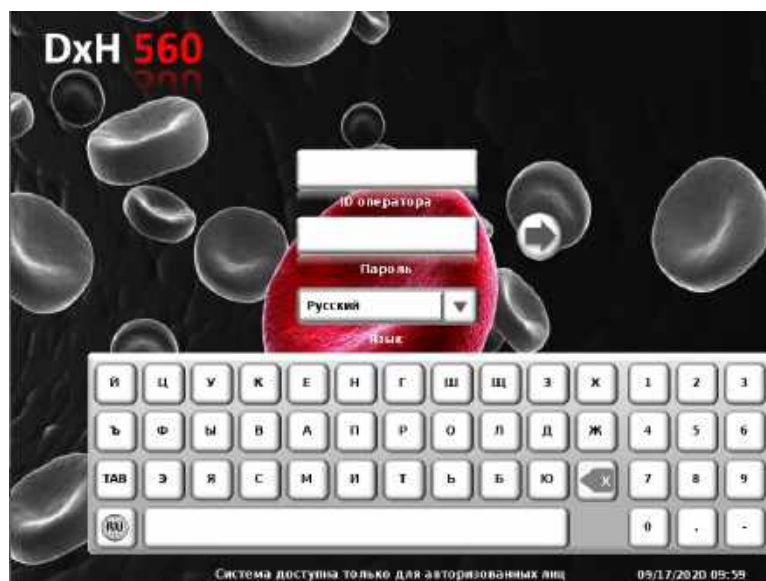 DxH 560
ID оператора
Пароль
Русский
Язык
Й Ц У К Е Н Г Ш Щ З Х 1 2 3
Ъ Ф Ы В А П Р О Л Д Ж 4 5 6
TAB Э Я С М И Т Ь Б Ю X 7 8 9
RU 0 . -
Система доступна только для авторизованных лиц 09/17/2020 09:59